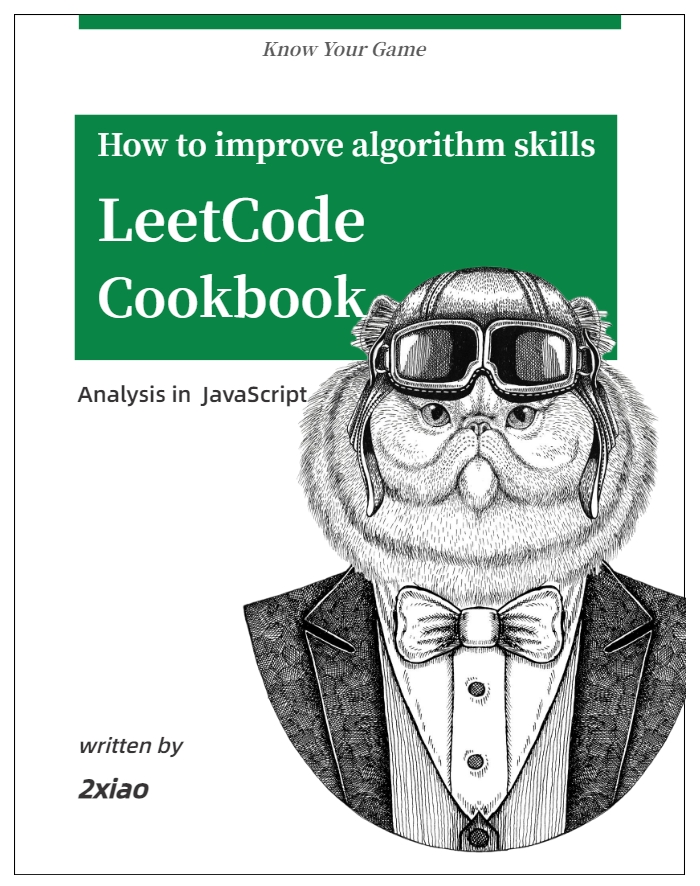 Know Your Game
How to improve algorithm skills
LeetCode
Cookbook
Analysis in JavaScript
written by
2xiao